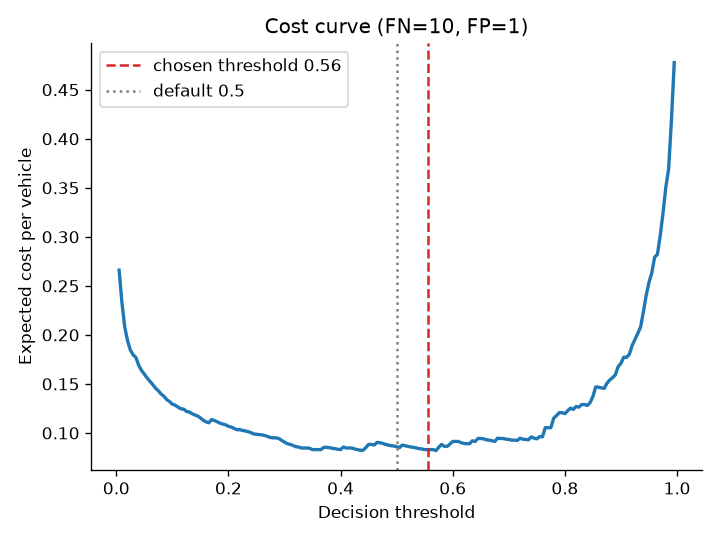 Cost curve (FN=10, FP=1)
chosen threshold 0.56
default 0.5
Expected cost per vehicle
0.45
0.40
0.35
0.30
0.25
0.20
0.15
0.10
0.0 0.2 0.4 0.6 0.8 1.0
Decision threshold